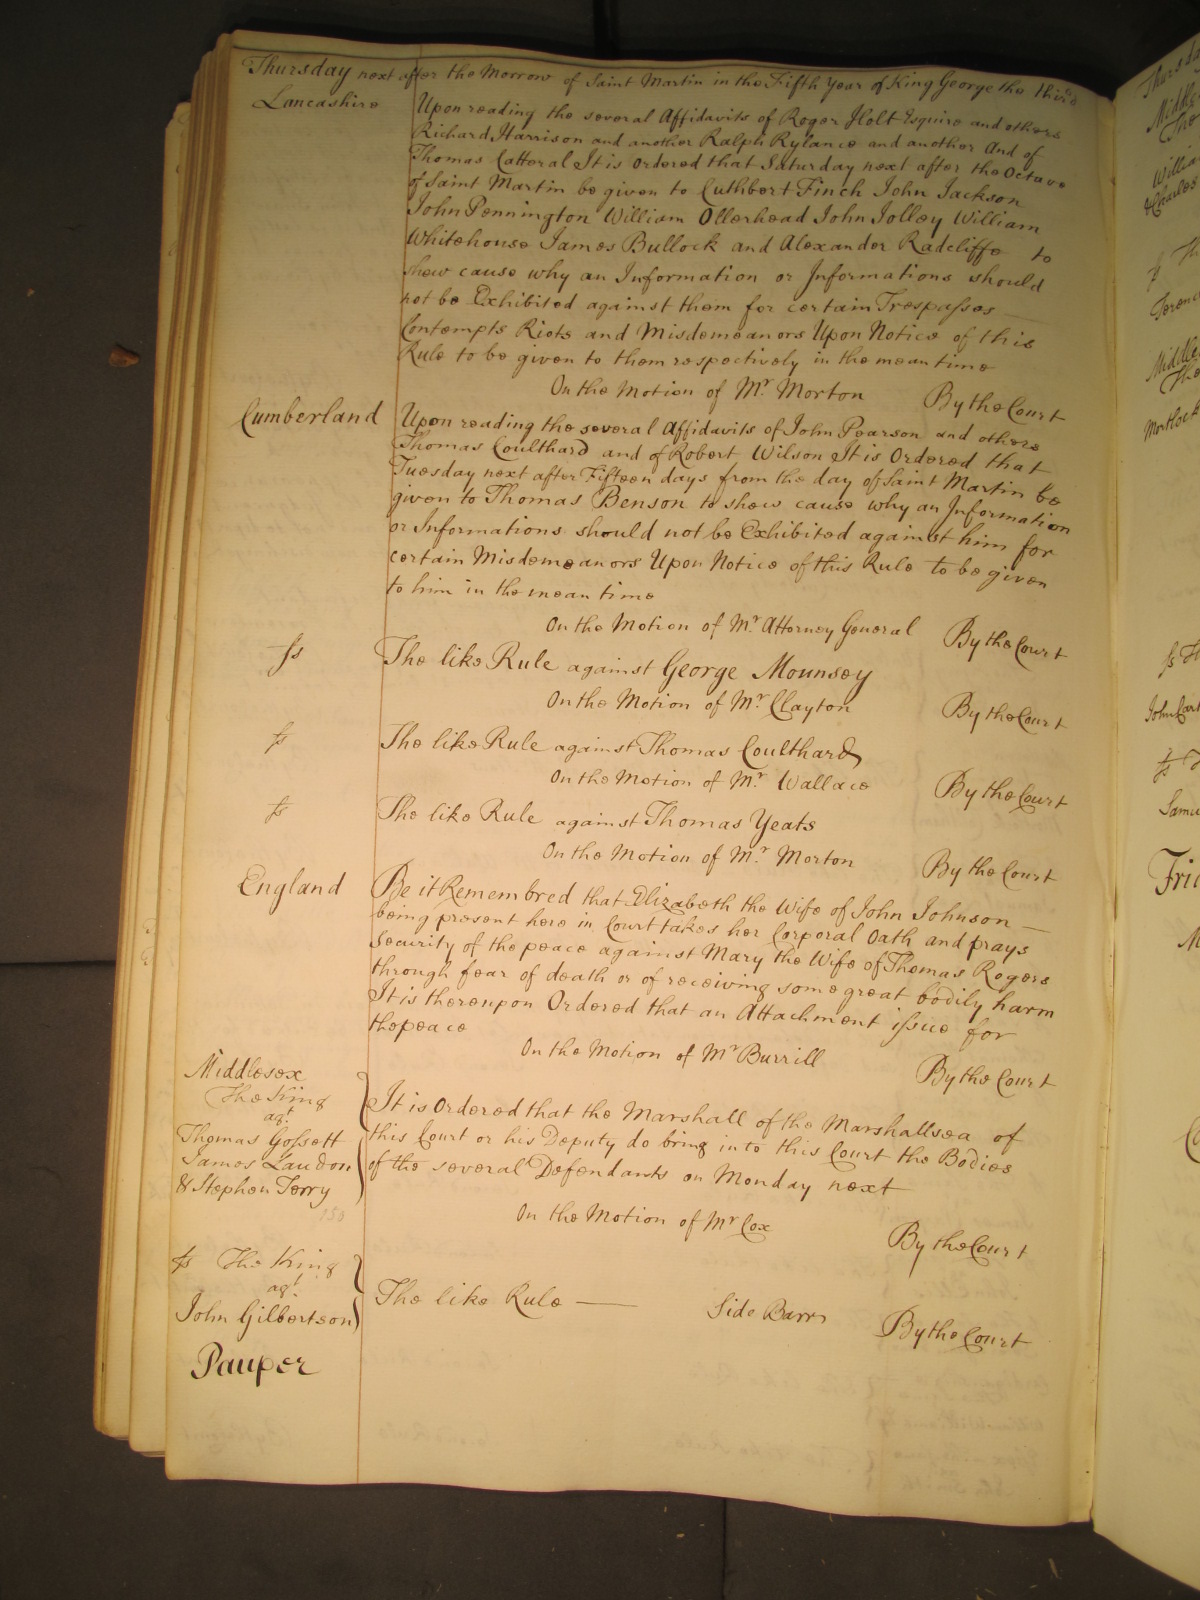 Thursday next after the Morrow of Saint Martin in the Fifth Year of King George the third
Lancashire
Upon reading the several Affidavits of Roger Holt Esquire and others
Richard Harrison and another Ralph Rylance and another And of
Thomas Catteral It is ordered that Saturday next after the Octave
of Saint Martin be given to Cuthbert Finch John Jackson
John Pennington William Ollerhead John Jolley William
Whitehouse James Bullock and Alexander Radcliffe to
shew cause why an Information or Informations should
not be Exhibited against them for certain Trespasses
Contempts Riots and Misdemeanors Upon Notice of this
Rule to be given to them respectively in the mean time
On the Motion of Mr. Morton By the Court
Cumberland
Upon reading the several Affidavits of John Pearson and others
Thomas Coulthard and of Robert Wilson It is Ordered that
Tuesday next after Fifteen days from the day of Saint Martin be
given to Thomas Benson to shew cause why an Information
or Informations should not be Exhibited against him for
certain Misdemeanors Upon Notice of this Rule to be given
to him in the mean time
On the Motion of Mr. Attorney General By the Court
ss The like Rule against George Mounsey
On the Motion of Mr. Clayton By the Court
ss The like Rule against Thomas Coulthard
On the Motion of Mr. Wallace By the Court
ss The like Rule against Thomas Yeats
On the Motion of Mr. Morton By the Court
England
Be it Remembred that Elizabeth the Wife of John Johnson
being present here in Court takes her Corporal Oath and prays
Security of the peace against Mary the Wife of Thomas Rogers
through fear of death or of receiving some great bodily harm
It is thereupon Ordered that an Attachment issue for
the peace
On the Motion of Mr Burrill By the Court
Middlesex
The King
agt.
Thomas Gossett
James Laudon
& Stephen Terry
It is Ordered that the Marshall of the Marshallsea of
this Court or his Deputy do bring into this Court the Bodies
of the several Defendants on Monday next
On the Motion of Mr Cox
By the Court
ss The King
agt.
John Gilbertson
The like Rule Side Barr By the Court
Pauper